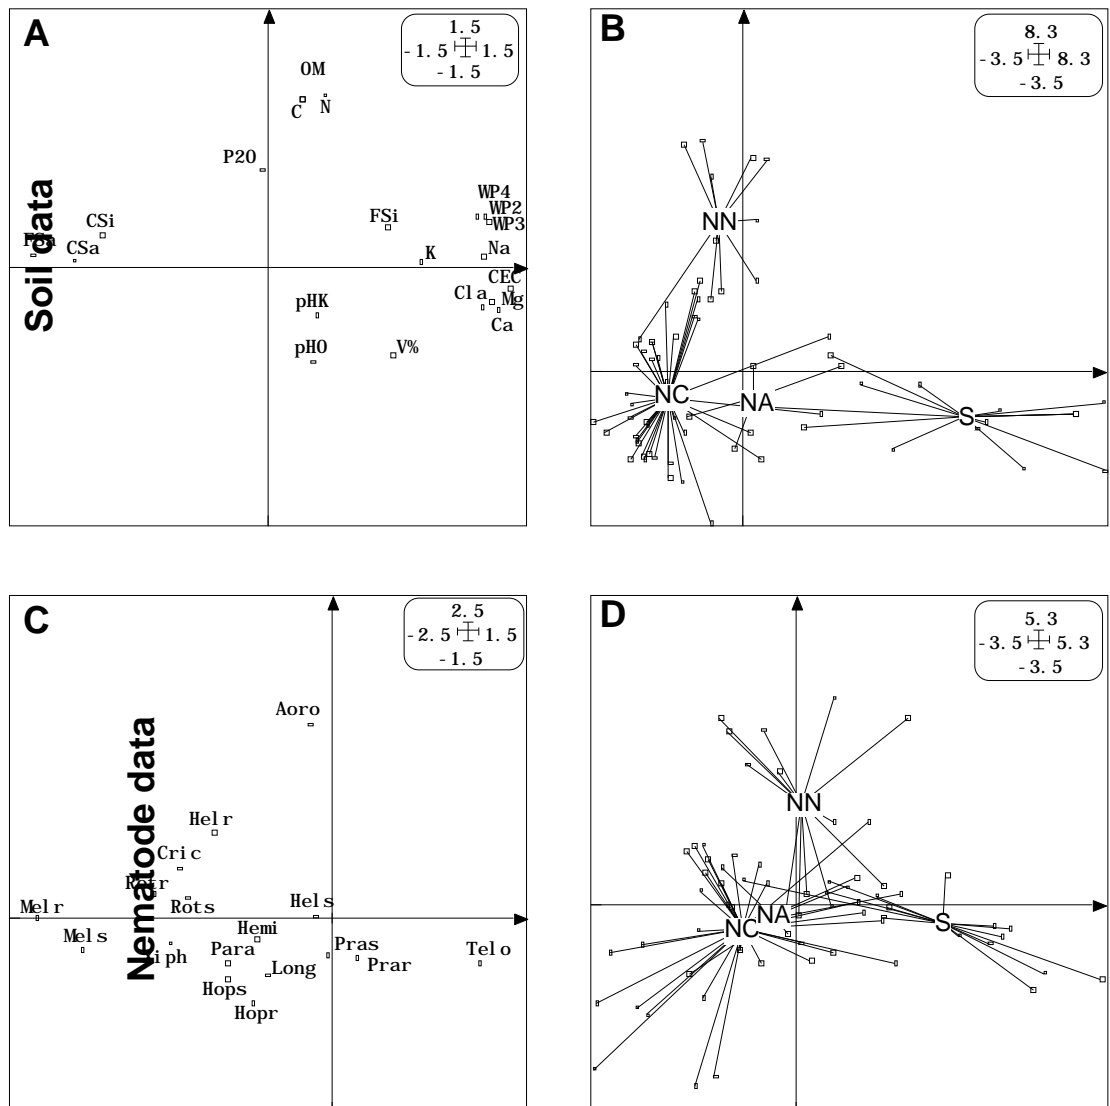 A
1.5
-1.5 1.5
-1.5
OM
C N
P2O
WP4
WP2
WP3
FSi
CSi
FSa
CSa
Na
K
CEC
Cla Mg
Ca
pHK
pHO
V%
Soil data
B
8.3
-3.5 8.3
-3.5
NN
NC
NA
S
C
2.5
-2.5 1.5
-1.5
Aoro
Helr
Cric
Rotr
Rots
Hels
Melr
Mels
Hemi
Para
Pras
Prar
Telo
Long
Hops
Hopr
Nematode data
D
5.3
-3.5 5.3
-3.5
NN
NA
NC
S